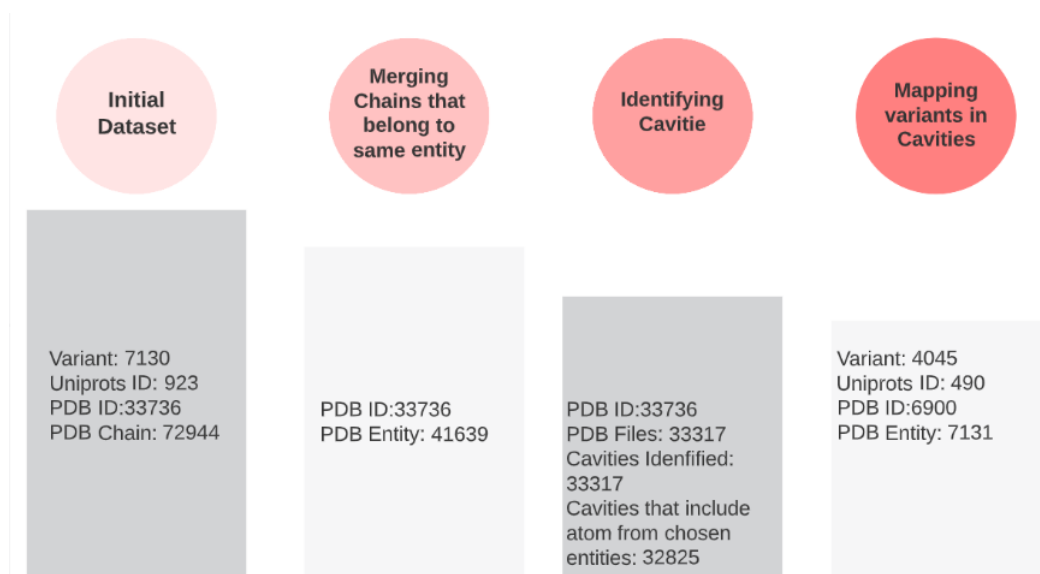 Initial
Dataset
Merging
Chains that
belong to
same entity
Identifying
Cavitie
Mapping
variants in
Cavities
Variant: 7130
Uniprots ID: 923
PDB ID:33736
PDB Chain: 72944
PDB ID:33736
PDB Entity: 41639
PDB ID:33736
PDB Files: 33317
Cavities Idenfified:
33317
Cavities that include
atom from chosen
entities: 32825
Variant: 4045
Uniprots ID: 490
PDB ID:6900
PDB Entity: 7131